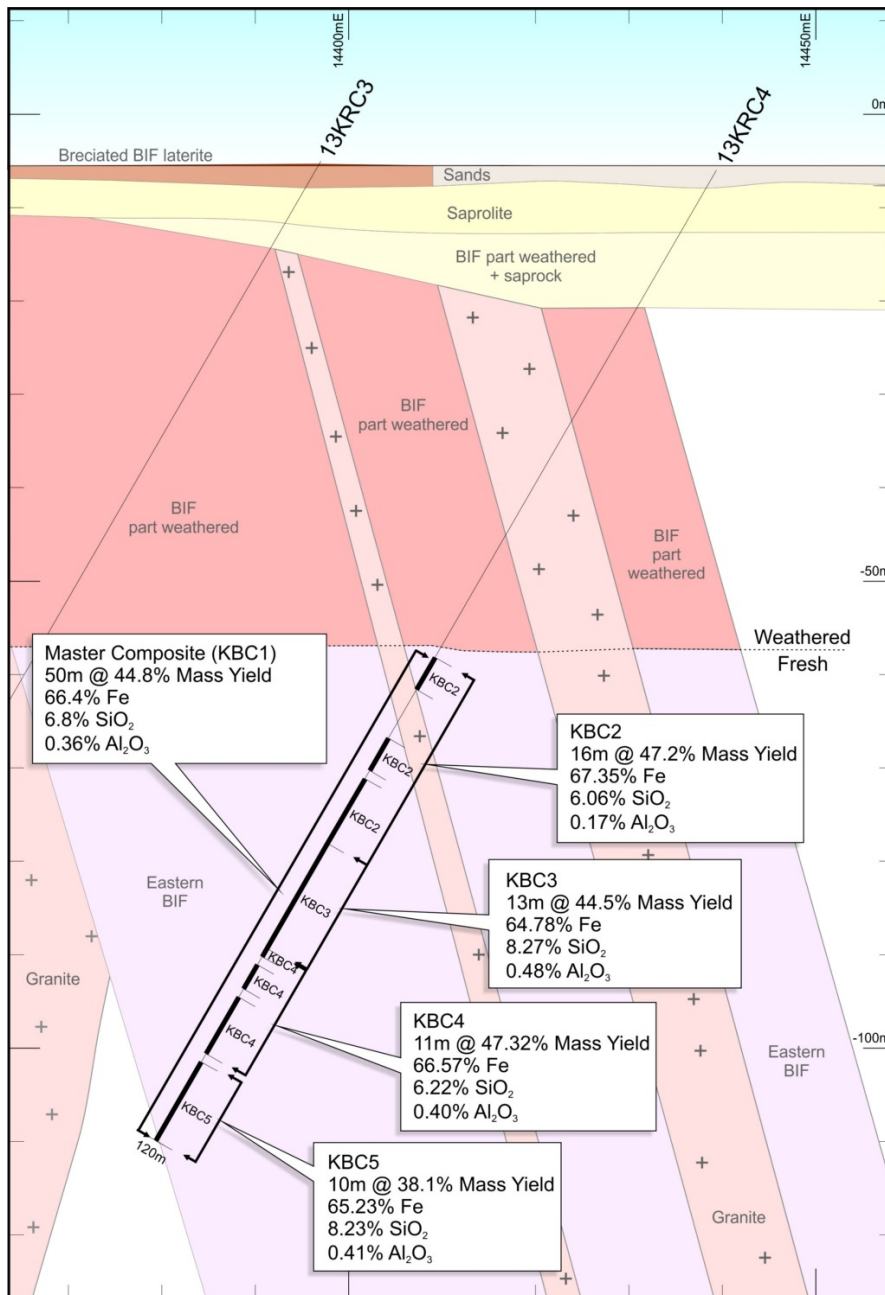 14400mE
14450mE
13KRC3
13KRC4
0m
Breciated BIF laterite
Sands
Saprolite
BIF part weathered
+ saprock
BIF
part weathered
BIF
part weathered
BIF
part
weathered
-50m
Weathered
Fresh
Master Composite (KBC1)
50m @ 44.8% Mass Yield
66.4% Fe
6.8% SiO₂
0.36% Al₂O₃
KBC2
KBC2
KBC2
KBC3
KBC4
KBC4
KBC4
KBC5
120m
KBC2
16m @ 47.2% Mass Yield
67.35% Fe
6.06% SiO₂
0.17% Al₂O₃
Eastern
BIF
KBC3
13m @ 44.5% Mass Yield
64.78% Fe
8.27% SiO₂
0.48% Al₂O₃
Granite
KBC4
11m @ 47.32% Mass Yield
66.57% Fe
6.22% SiO₂
0.40% Al₂O₃
-100m
Eastern
BIF
KBC5
10m @ 38.1% Mass Yield
65.23% Fe
8.23% SiO₂
0.41% Al₂O₃
Granite